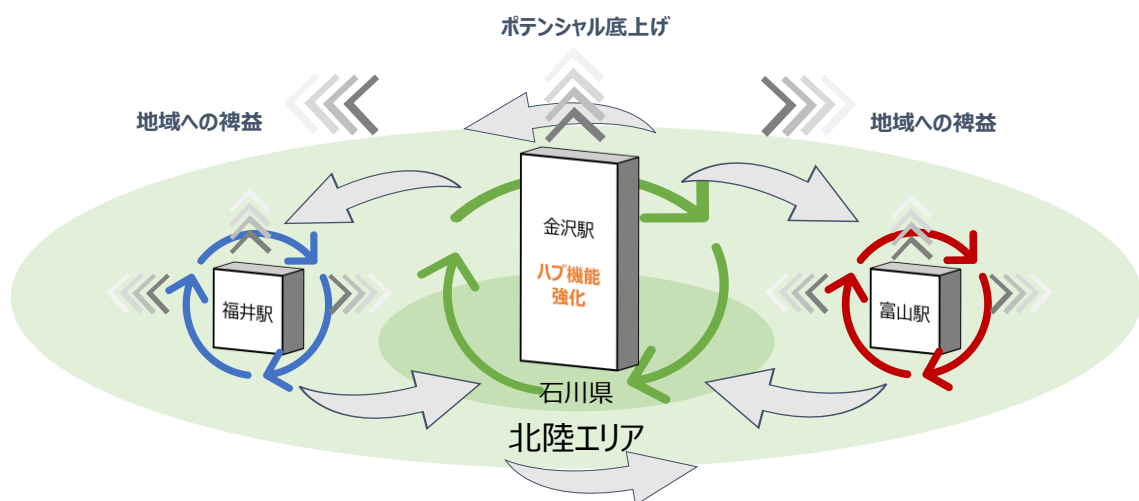 ポテンシャル底上げ
地域への裨益
地域への裨益
金沢駅
ハブ機能
強化
福井駅
富山駅
石川県
北陸エリア